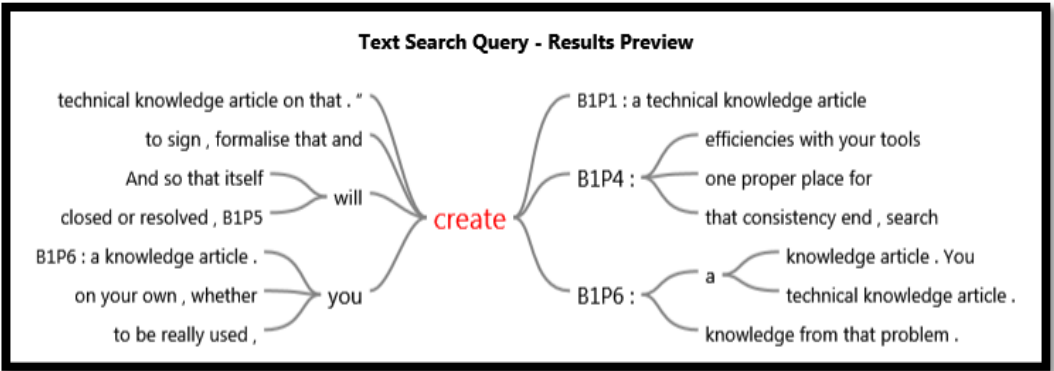 Text Search Query - Results Preview
technical knowledge article on that . “
to sign , formalise that and
And so that itself
closed or resolved , B1P5
will
B1P6 : a knowledge article .
on your own , whether
to be really used ,
you
create
B1P1 : a technical knowledge article
B1P4 :
efficiencies with your tools
one proper place for
that consistency end , search
B1P6 :
a
knowledge article . You
technical knowledge article .
knowledge from that problem .